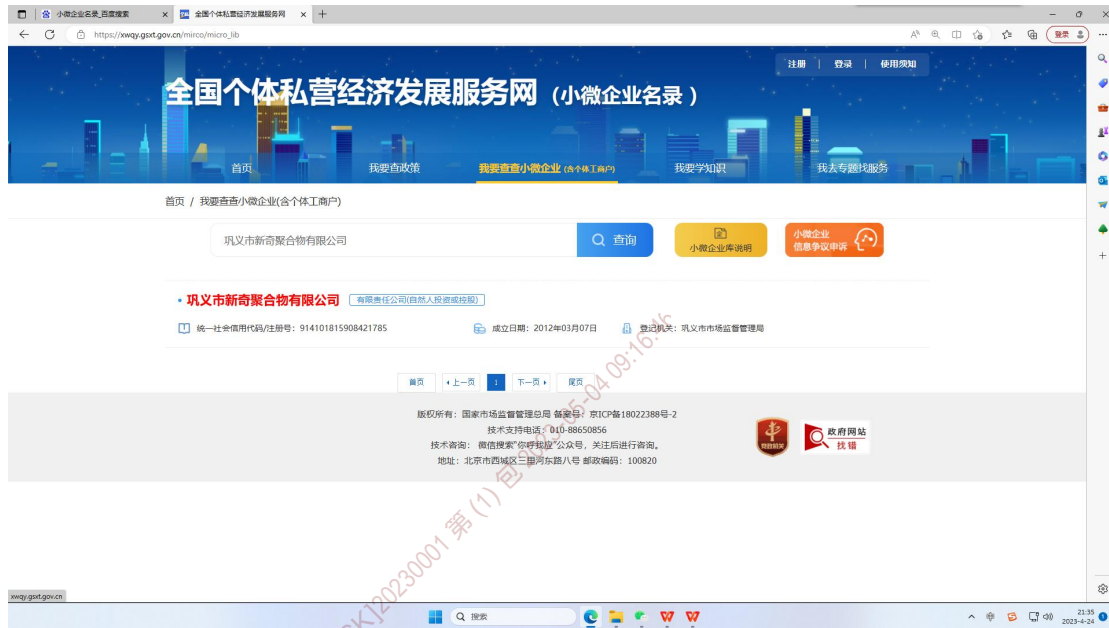 小微企业名录_百度搜索
全国个体私营经济发展服务网
https://xwqy.gsxt.gov.cn/mirco/micro_lib
登录
注册 | 登录 | 使用须知
全国个体私营经济发展服务网（小微企业名录）
首页
我要查政策
我要查查小微企业 (含个体工商户)
我要学知识
我去专题找服务
首页 / 我要查查小微企业(含个体工商户)
巩义市新奇聚合物有限公司
查询
小微企业库说明
小微企业
信息争议申诉
巩义市新奇聚合物有限公司
有限责任公司(自然人投资或控股)
统一社会信用代码/注册号：914101815908421785
成立日期：2012年03月07日
登记机关：巩义市市场监督管理局
首页
上一页
1
下一页
尾页
版权所有：国家市场监督管理总局 备案号：京ICP备18022388号-2
技术支持电话：010-88650856
技术咨询：微信搜索“你呼我应”公众号，关注后进行咨询。
地址：北京市西城区三里河东路八号 邮政编码：100820
党政机关
政府网站
找错
SK]20230001 第 (1) 包 2023-05-04 09:16:46
xwqy.gsxt.gov.cn
搜索
21:35
2023-4-24